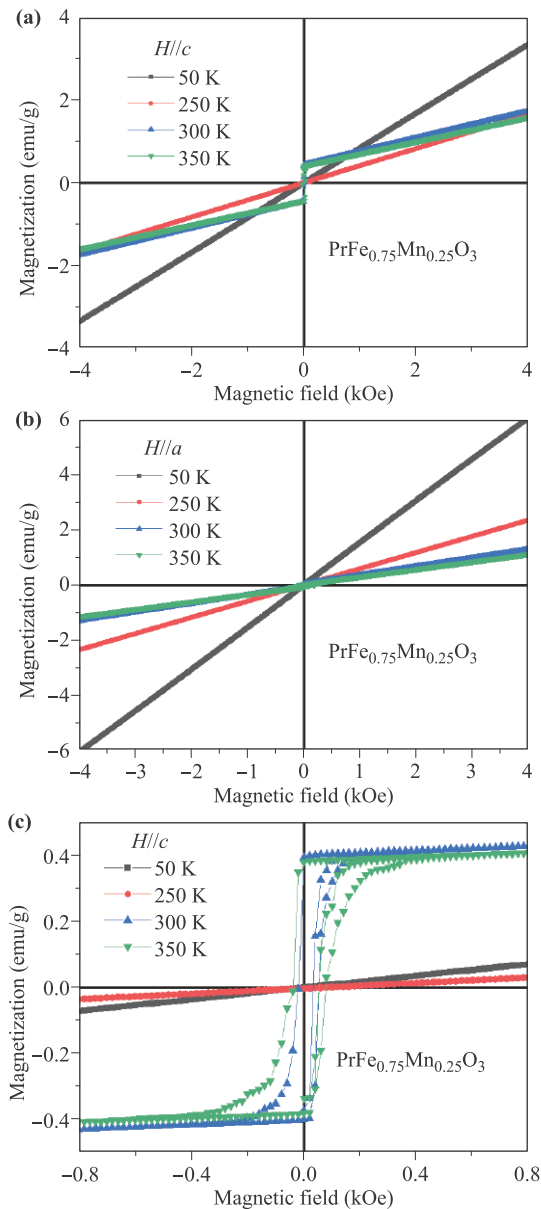 (a)
4
H//c
50 K
250 K
300 K
350 K
2
0
−2
−4
Magnetization (emu/g)
PrFe0.75Mn0.25O3
−4 −2 0 2 4
Magnetic field (kOe)
(b)
6
H//a
50 K
250 K
300 K
350 K
4
2
0
−2
−4
−6
Magnetization (emu/g)
PrFe0.75Mn0.25O3
−4 −3 −2 −1 0 1 2 3 4
Magnetic field (kOe)
(c)
H//c
50 K
250 K
300 K
350 K
0.4
0.2
0.0
−0.2
−0.4
Magnetization (emu/g)
PrFe0.75Mn0.25O3
−0.8 −0.4 0.0 0.4 0.8
Magnetic field (kOe)